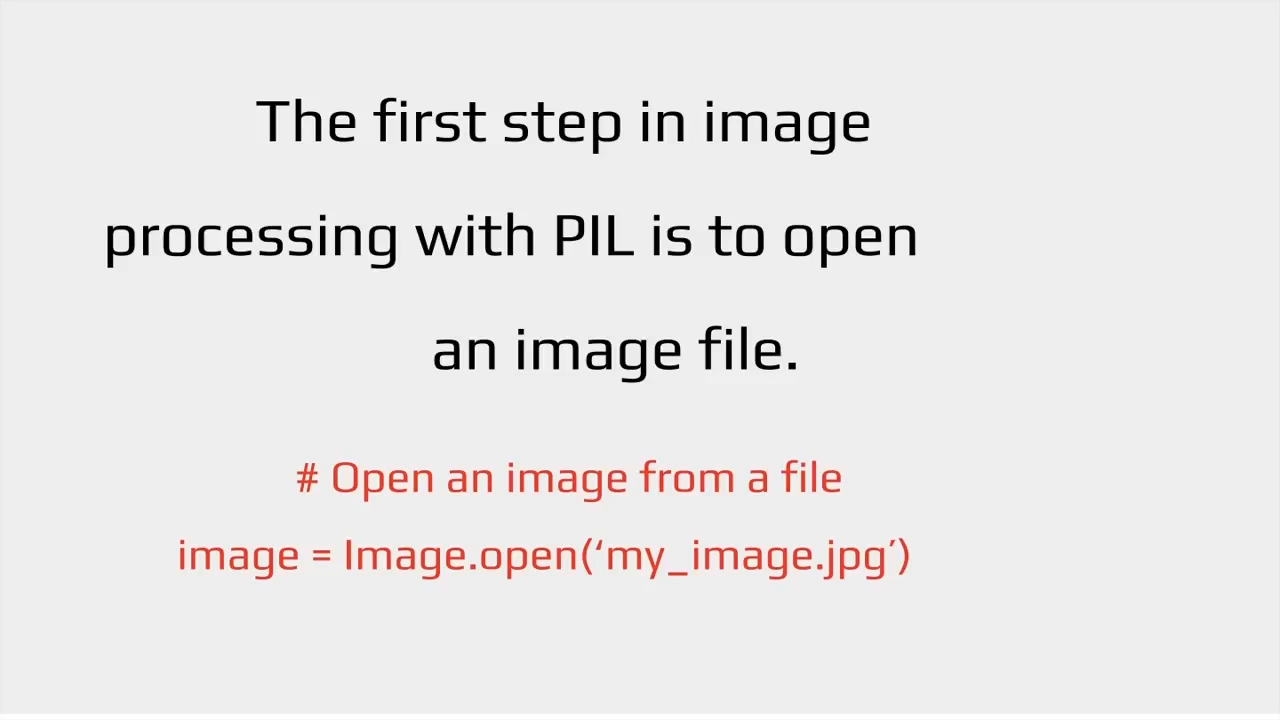 The first step in image
processing with PIL is to open
an image file.
# Open an image from a file
image = Image.open(‘my_image.jpg’)